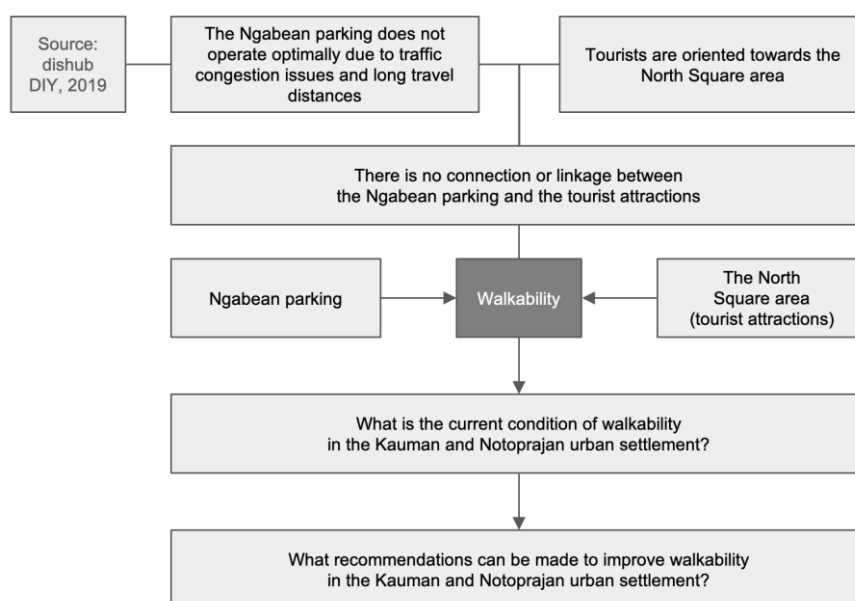 Source:
dishub
DIY, 2019
The Ngabean parking does not
operate optimally due to traffic
congestion issues and long travel
distances
Tourists are oriented towards the
North Square area
There is no connection or linkage between
the Ngabean parking and the tourist attractions
Ngabean parking
Walkability
The North
Square area
(tourist attractions)
What is the current condition of walkability
in the Kauman and Notoprajan urban settlement?
What recommendations can be made to improve walkability
in the Kauman and Notoprajan urban settlement?